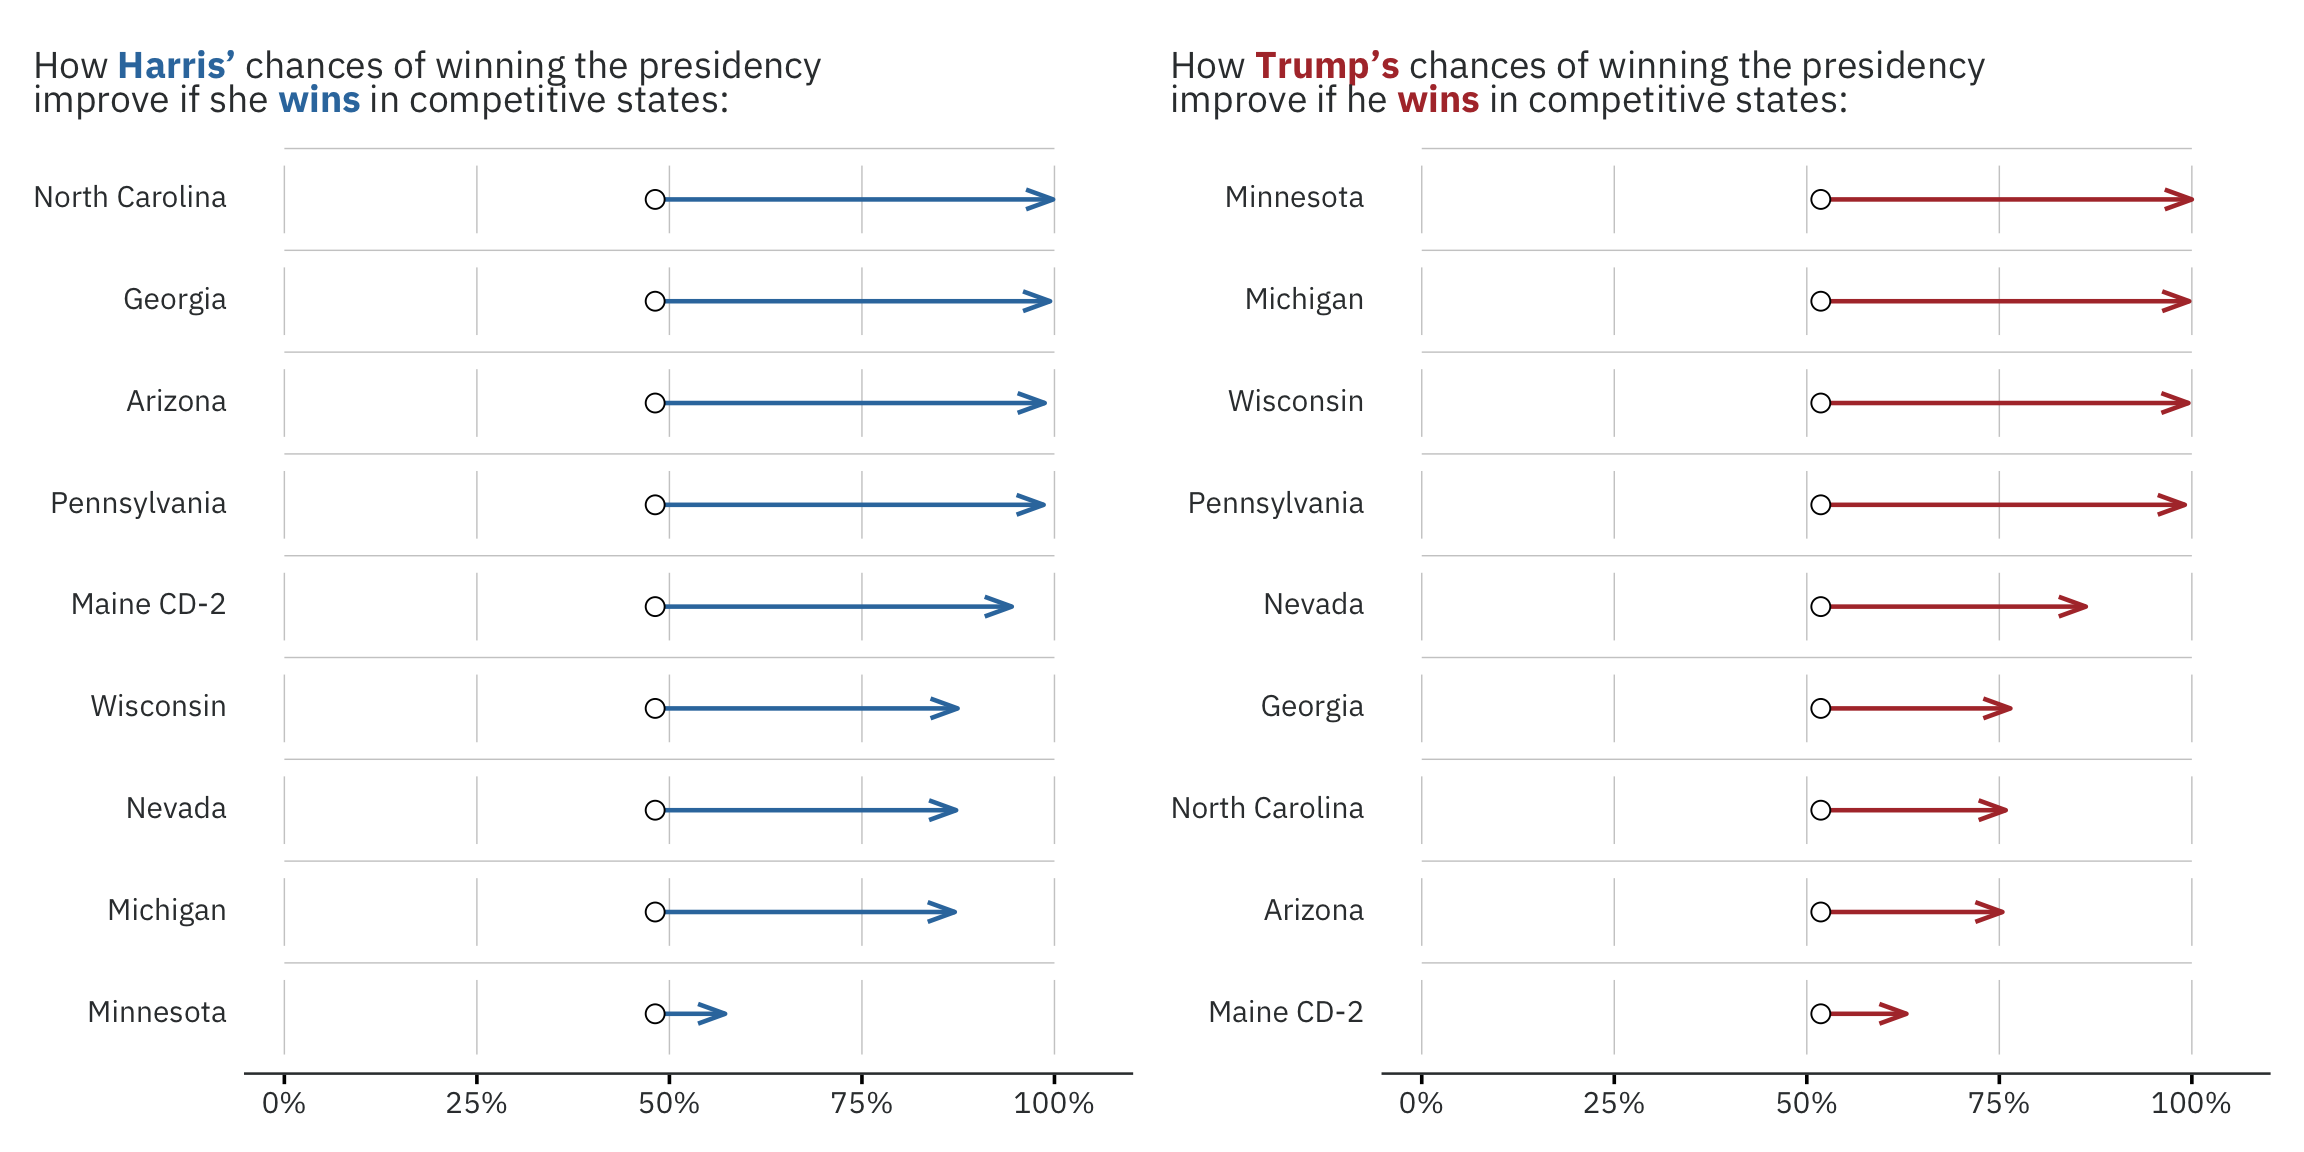 How Harris’ chances of winning the presidency
improve if she wins in competitive states:
North Carolina
Georgia
Arizona
Pennsylvania
Maine CD-2
Wisconsin
Nevada
Michigan
Minnesota
0% 25% 50% 75% 100%
How Trump’s chances of winning the presidency
improve if he wins in competitive states:
Minnesota
Michigan
Wisconsin
Pennsylvania
Nevada
Georgia
North Carolina
Arizona
Maine CD-2
0% 25% 50% 75% 100%